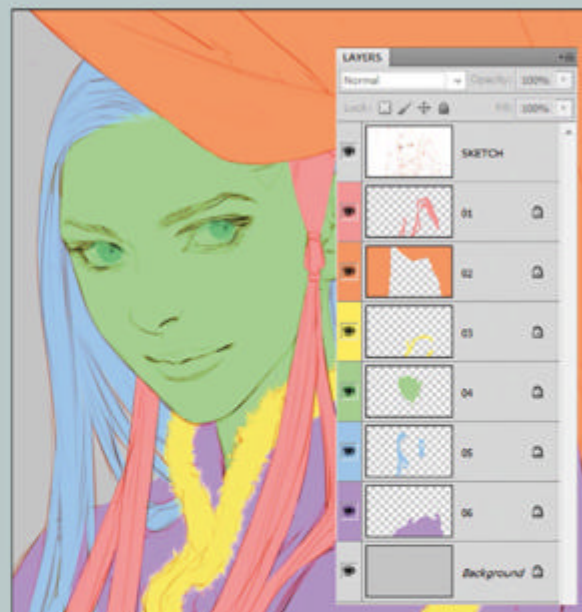 LAYERS
Normal Opacity: 100%
Lock: Fill: 100%
SKETCH
01
02
03
04
05
06
Background